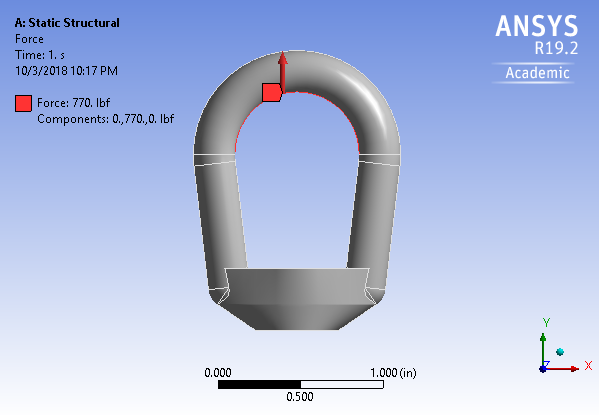 A: Static Structural
Force
Time: 1. s
10/3/2018 10:17 PM
Force: 770. lbf
Components: 0.,770.,0. lbf
ANSYS
R19.2
Academic
0.000
1.000 (in)
0.500
Y
Z
X